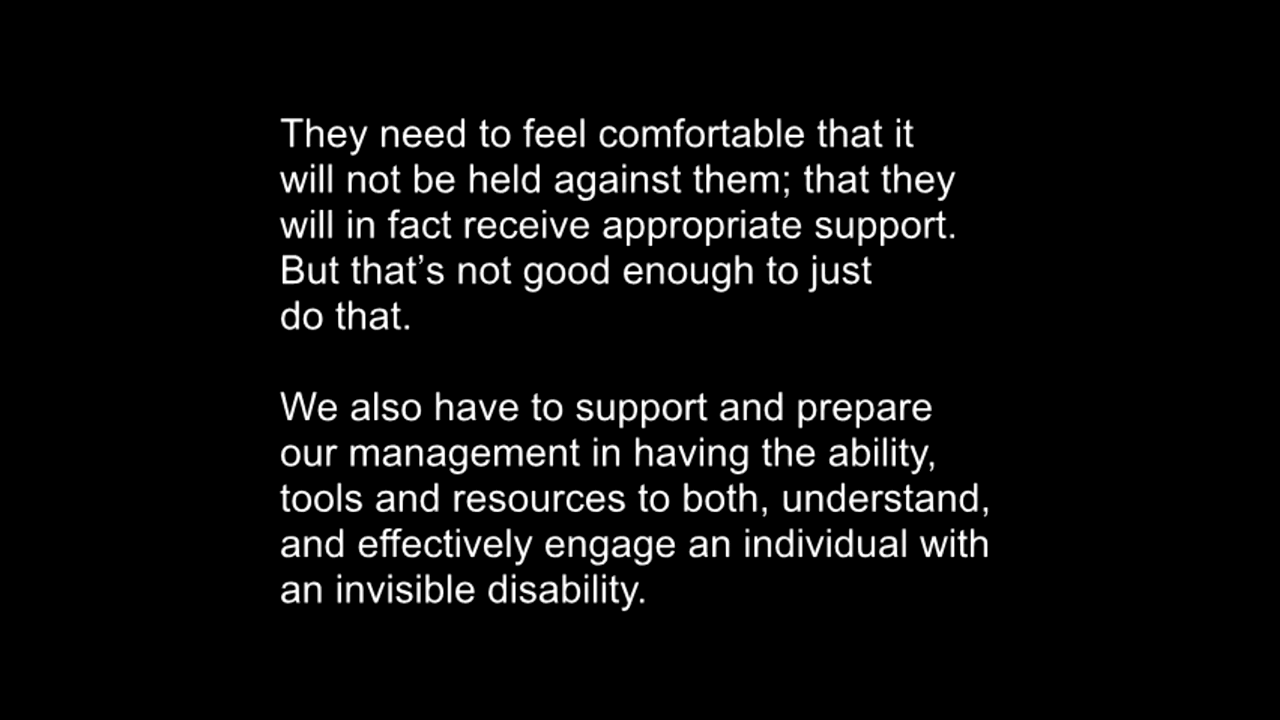 They need to feel comfortable that it
will not be held against them; that they
will in fact receive appropriate support.
But that’s not good enough to just
do that.
We also have to support and prepare
our management in having the ability,
tools and resources to both, understand,
and effectively engage an individual with
an invisible disability.